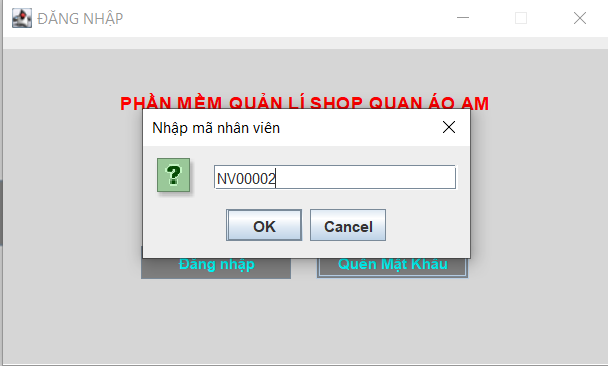 ĐĂNG NHẬP
PHẦN MỀM QUẢN LÍ SHOP QUAN ÁO AM
Nhập mã nhân viên
NV00002
OK Cancel
Đăng nhập Quên Mật Khẩu